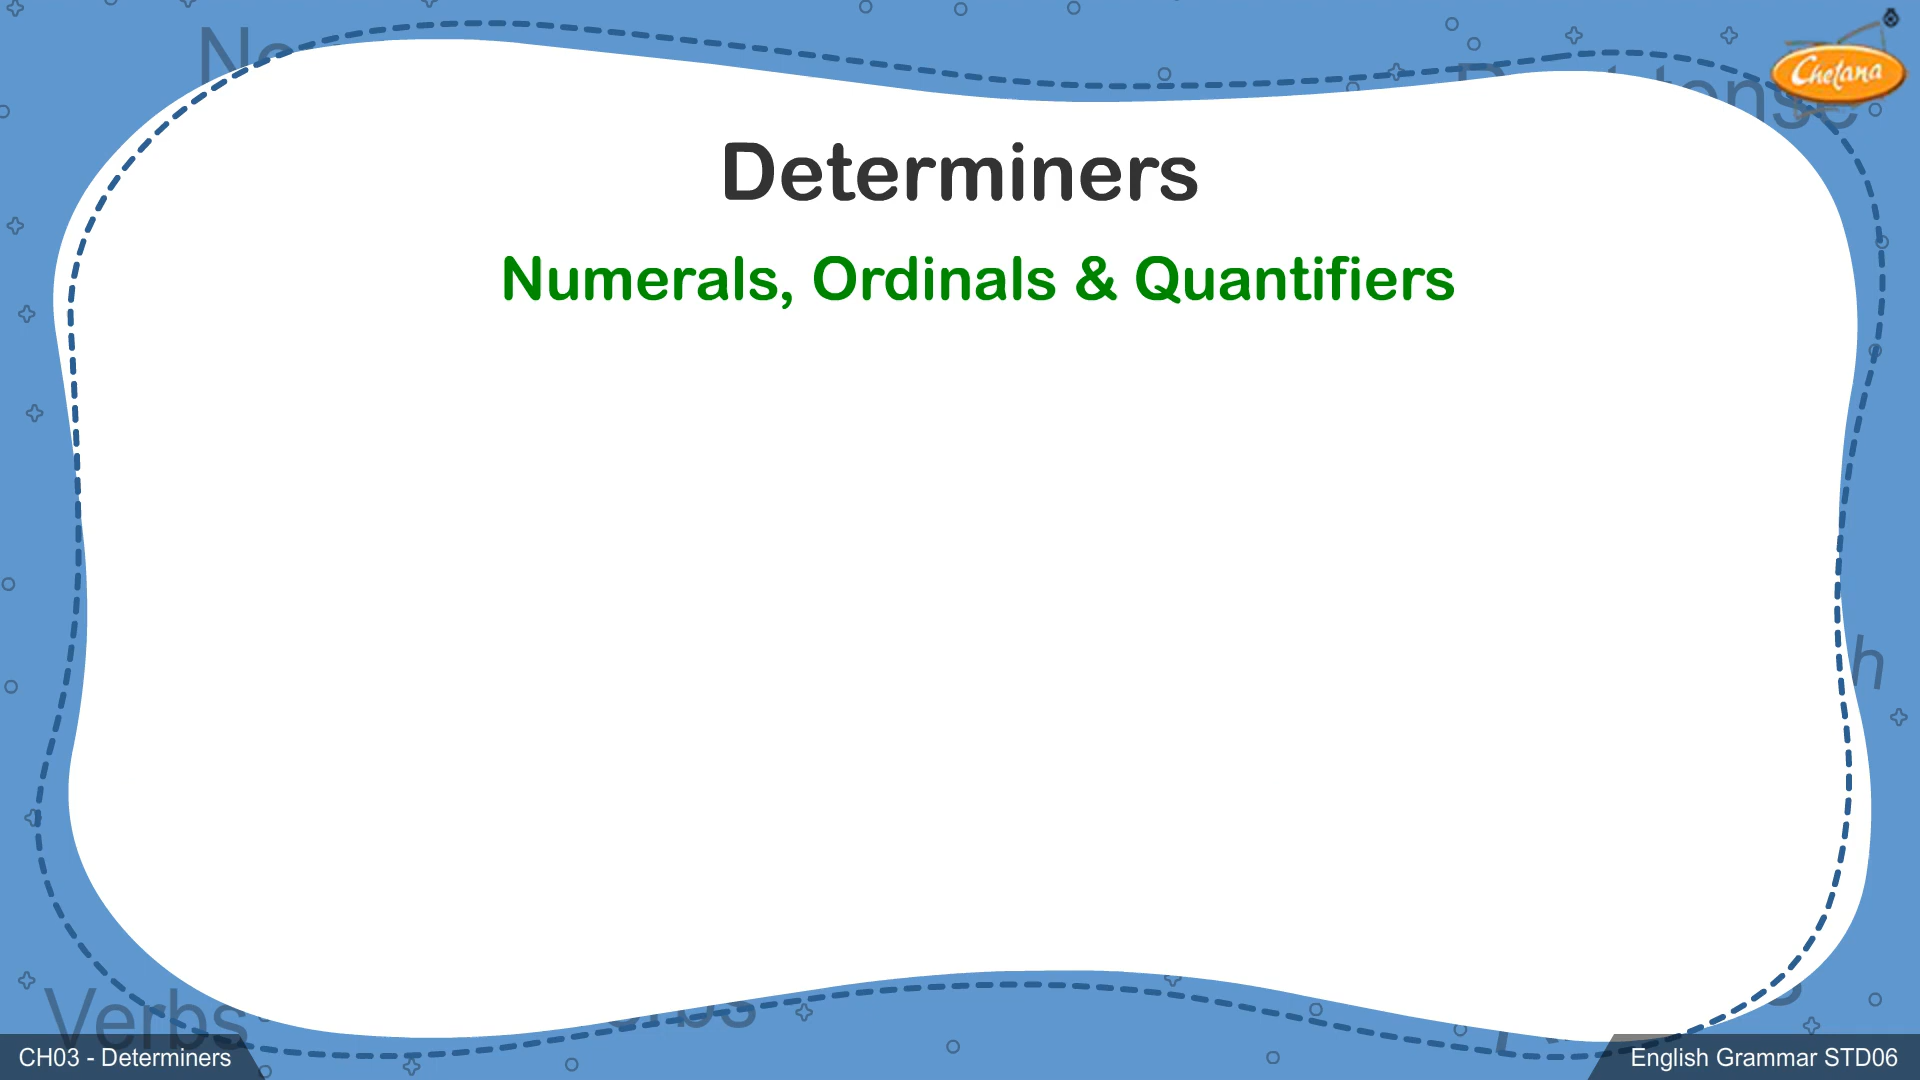 Chetana
Determiners
Numerals, Ordinals & Quantifiers
Verbs
CH03 - Determiners
English Grammar STD06